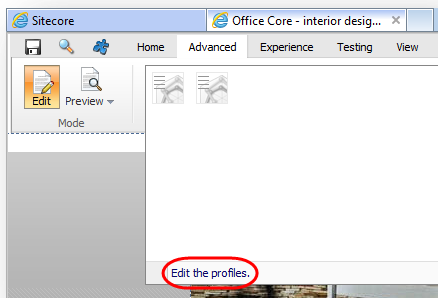 Sitecore
Office Core - interior desig...
Home Advanced Experience Testing View
Edit Preview
Mode
Edit the profiles.